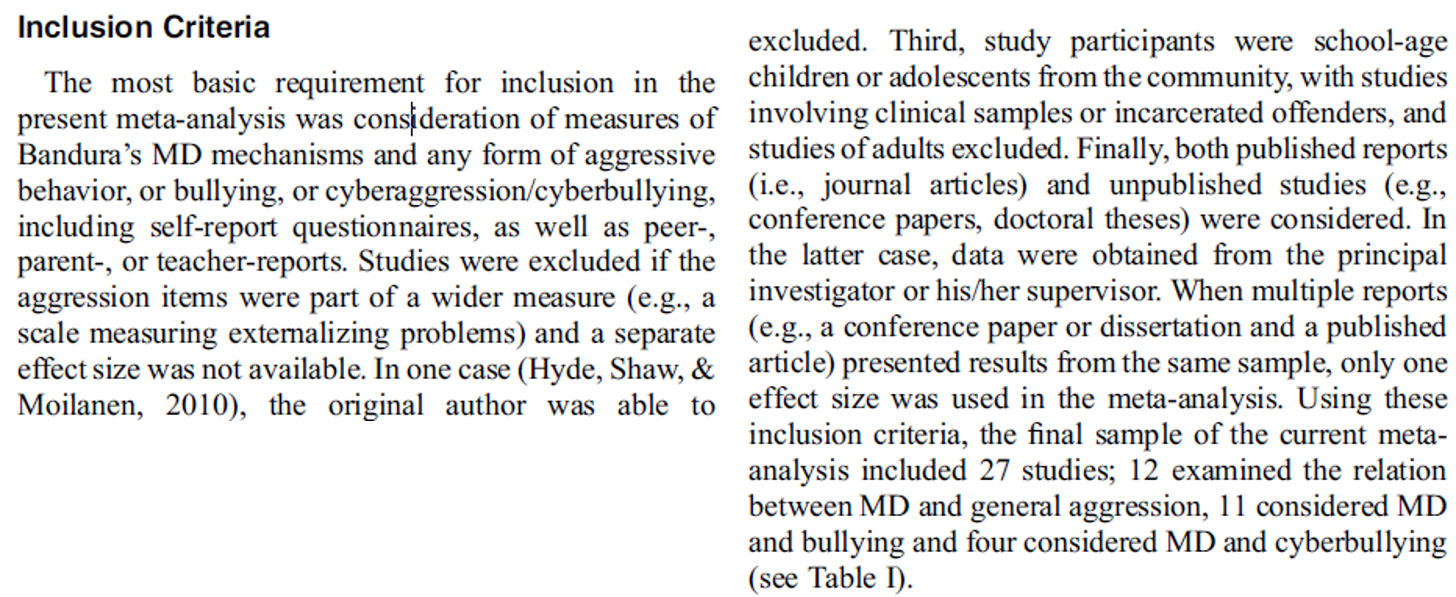 Inclusion Criteria
The most basic requirement for inclusion in the
present meta-analysis was consideration of measures of
Bandura’s MD mechanisms and any form of aggressive
behavior, or bullying, or cyberaggression/cyberbullying,
including self-report questionnaires, as well as peer-,
parent-, or teacher-reports. Studies were excluded if the
aggression items were part of a wider measure (e.g., a
scale measuring externalizing problems) and a separate
effect size was not available. In one case (Hyde, Shaw, &
Moilanen, 2010), the original author was able to
excluded. Third, study participants were school-age
children or adolescents from the community, with studies
involving clinical samples or incarcerated offenders, and
studies of adults excluded. Finally, both published reports
(i.e., journal articles) and unpublished studies (e.g.,
conference papers, doctoral theses) were considered. In
the latter case, data were obtained from the principal
investigator or his/her supervisor. When multiple reports
(e.g., a conference paper or dissertation and a published
article) presented results from the same sample, only one
effect size was used in the meta-analysis. Using these
inclusion criteria, the final sample of the current meta-
analysis included 27 studies; 12 examined the relation
between MD and general aggression, 11 considered MD
and bullying and four considered MD and cyberbullying
(see Table I).